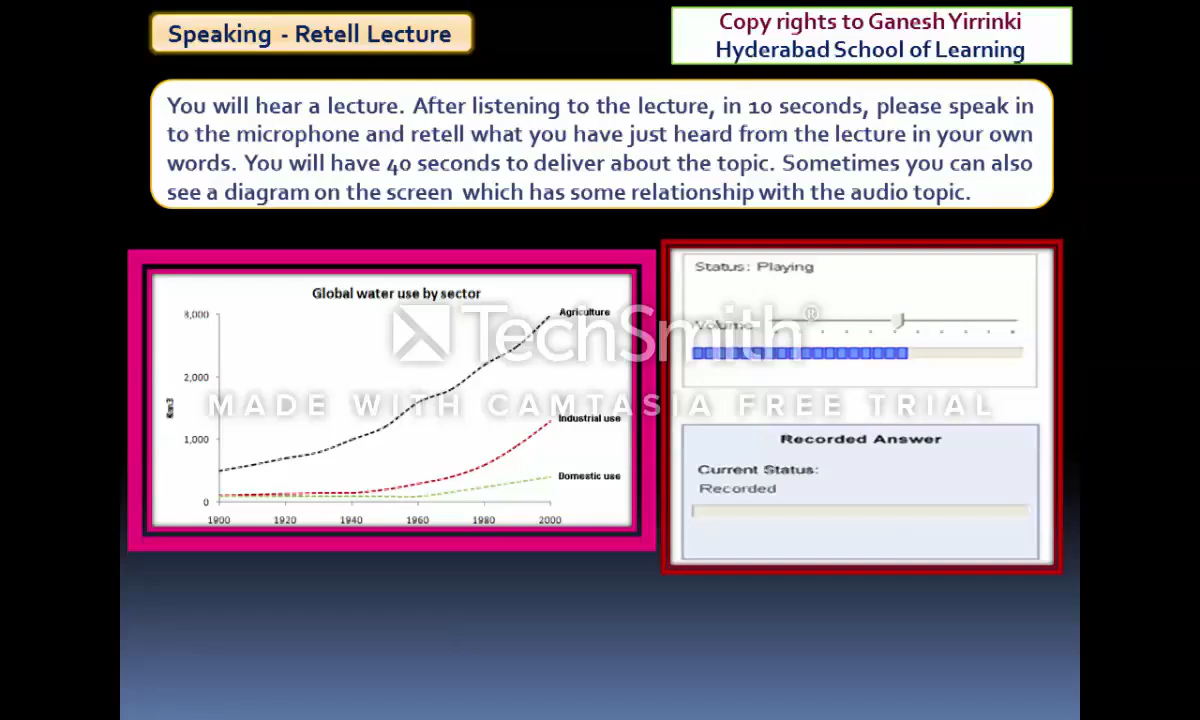 Speaking - Retell Lecture
Copy rights to Ganesh Yirrinki
Hyderabad School of Learning
You will hear a lecture. After listening to the lecture, in 10 seconds, please speak in
to the microphone and retell what you have just heard from the lecture in your own
words. You will have 40 seconds to deliver about the topic. Sometimes you can also
see a diagram on the screen which has some relationship with the audio topic.
Global water use by sector
3,000
2,000
1,000
0
Km3
1900 1920 1940 1960 1980 2000
Agriculture
Industrial use
Domestic use
Status: Playing
Volume
Recorded Answer
Current Status:
Recorded
TechSmith®
MADE WITH CAMTASIA FREE TRIAL